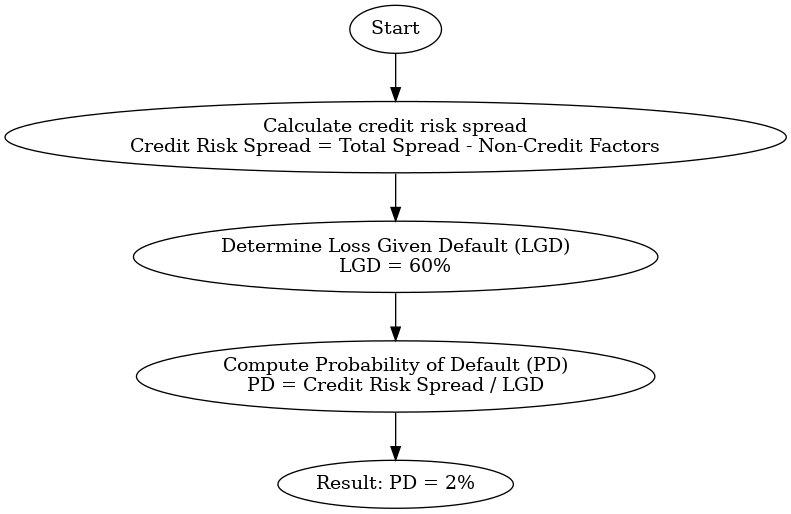 Start
Calculate credit risk spread
Credit Risk Spread = Total Spread - Non-Credit Factors
Determine Loss Given Default (LGD)
LGD = 60%
Compute Probability of Default (PD)
PD = Credit Risk Spread / LGD
Result: PD = 2%